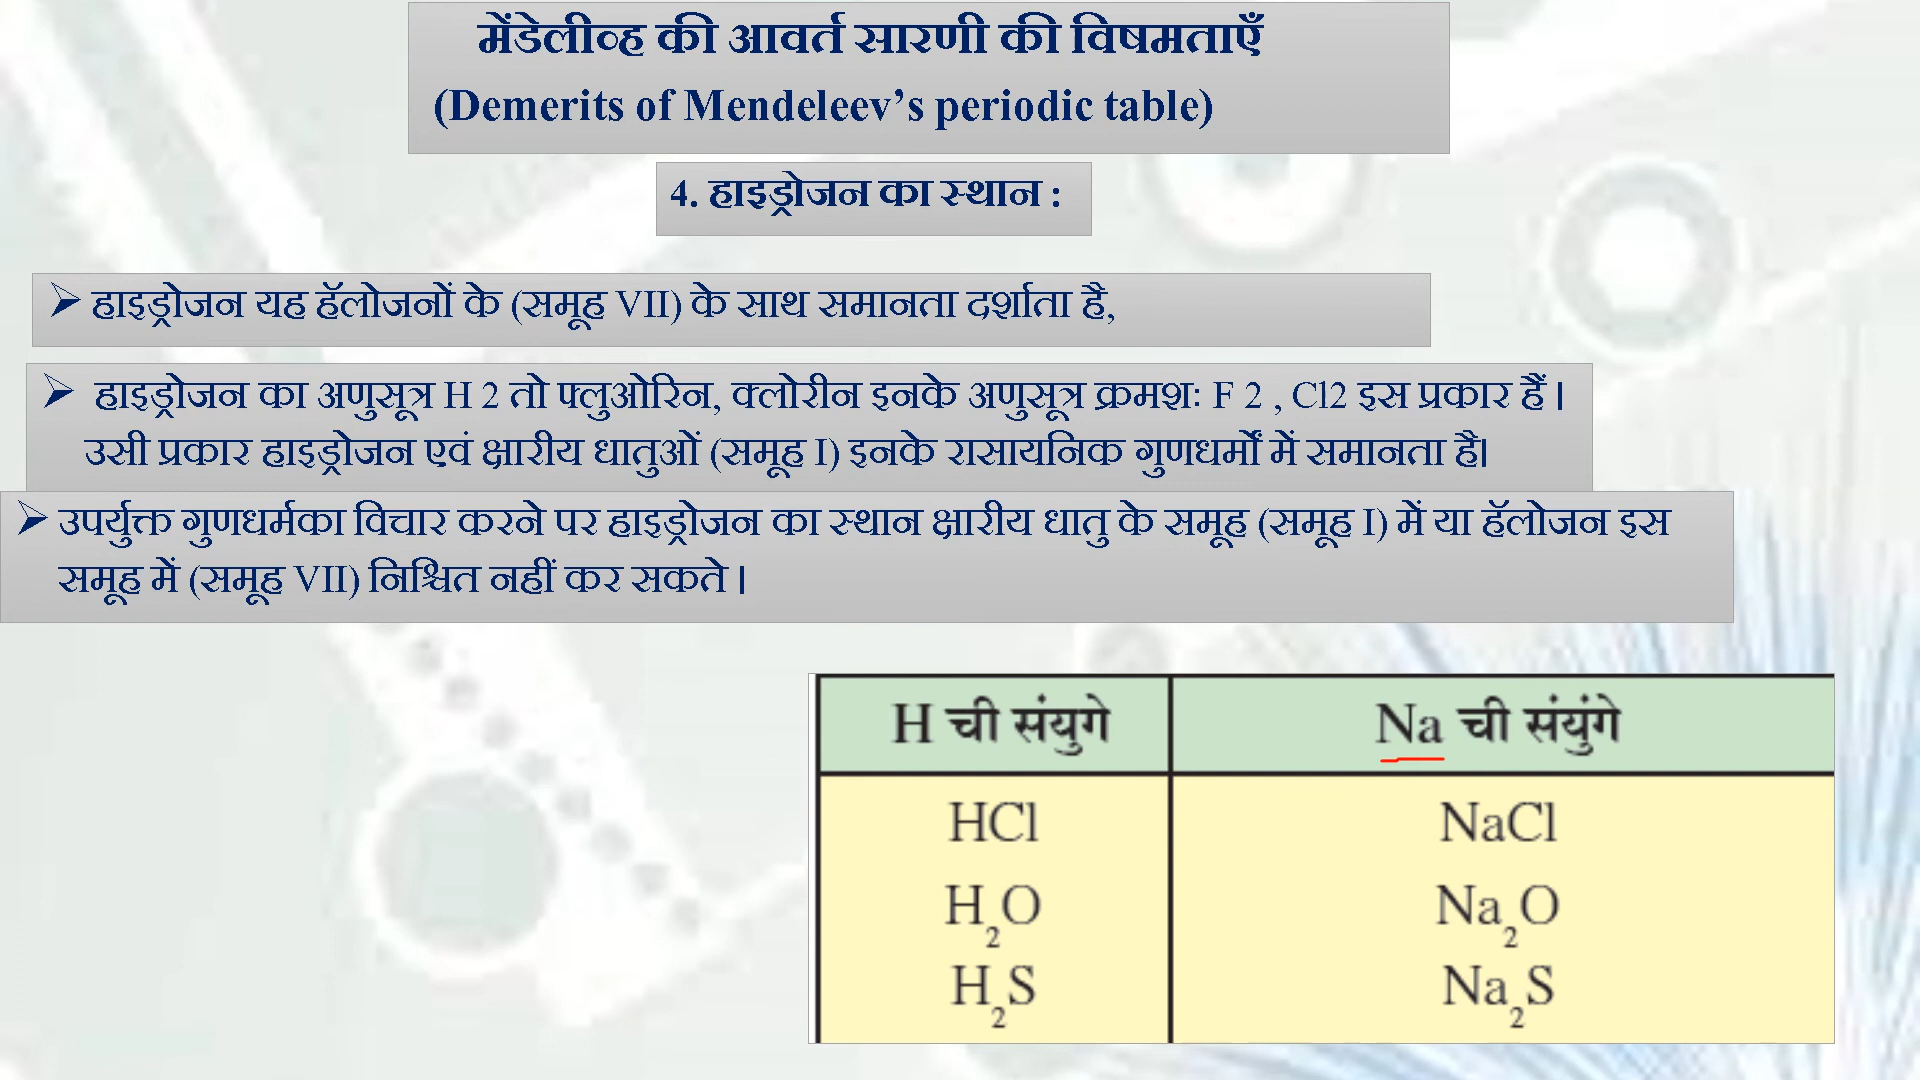 मेंडेलीव्ह की आवर्त सारणी की विषमताएँ
(Demerits of Mendeleev’s periodic table)
4. हाइड्रोजन का स्थान :
➢ हाइड्रोजन यह हॅलोजनों के (समूह VII) के साथ समानता दर्शाता है,
➢ हाइड्रोजन का अणुसूत्र H 2 तो फ्लुओरिन, क्लोरीन इनके अणुसूत्र क्रमशः F 2 , Cl2 इस प्रकार हैं ।
उसी प्रकार हाइड्रोजन एवं क्षारीय धातुओं (समूह I) इनके रासायनिक गुणधर्मों में समानता है।
➢ उपर्युक्त गुणधर्मका विचार करने पर हाइड्रोजन का स्थान क्षारीय धातु के समूह (समूह I) में या हॅलोजन इस
समूह में (समूह VII) निश्चित नहीं कर सकते ।
H ची संयुगे Na ची संयुंगे
HCl NaCl
H₂O Na₂O
H₂S Na₂S